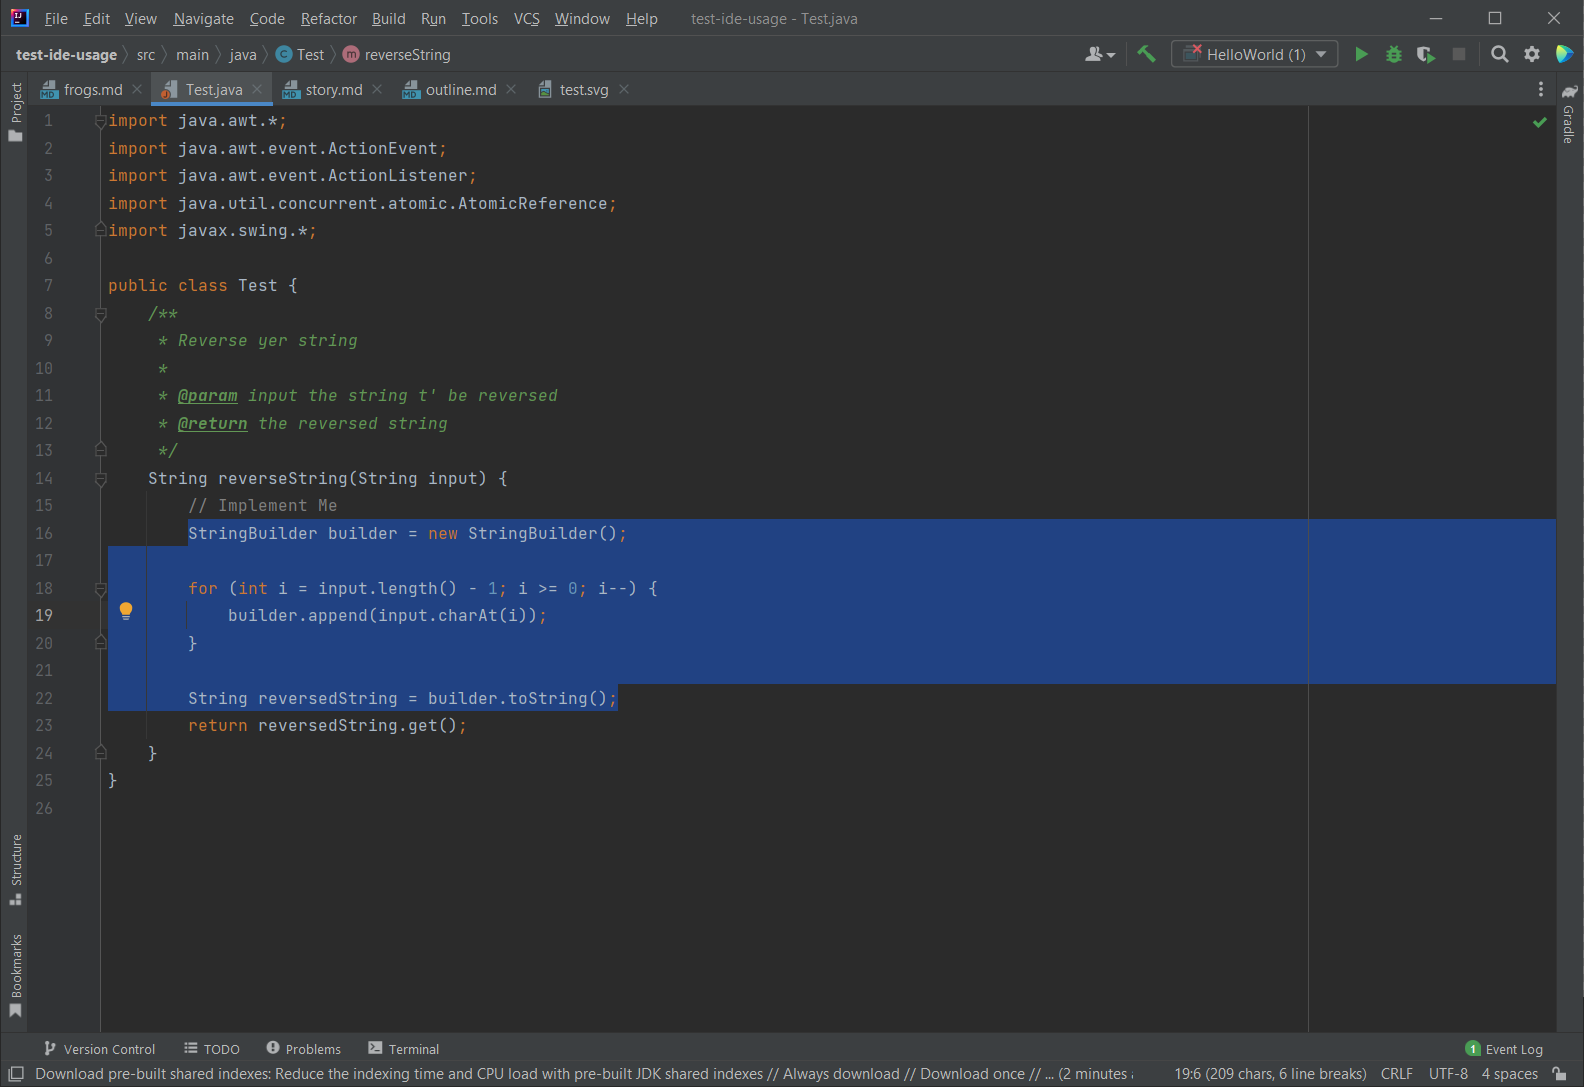 File Edit View Navigate Code Refactor Build Run Tools VCS Window Help test-ide-usage - Test.java
test-ide-usage src main java C Test m reverseString HelloWorld (1)
frogs.md Test.java story.md outline.md test.svg
Project
Gradle
1 import java.awt.*;
2 import java.awt.event.ActionEvent;
3 import java.awt.event.ActionListener;
4 import java.util.concurrent.atomic.AtomicReference;
5 import javax.swing.*;
6
7 public class Test {
8 /**
9 * Reverse yer string
10 *
11 * @param input the string t' be reversed
12 * @return the reversed string
13 */
14 String reverseString(String input) {
15 // Implement Me
16 StringBuilder builder = new StringBuilder();
17
18 for (int i = input.length() - 1; i >= 0; i--) {
19 builder.append(input.charAt(i));
20 }
21
22 String reversedString = builder.toString();
23 return reversedString.get();
24 }
25 }
26
Structure
Bookmarks
Version Control TODO Problems Terminal 1 Event Log
Download pre-built shared indexes: Reduce the indexing time and CPU load with pre-built JDK shared indexes // Always download // Download once // ... (2 minutes 19:6 (209 chars, 6 line breaks) CRLF UTF-8 4 spaces